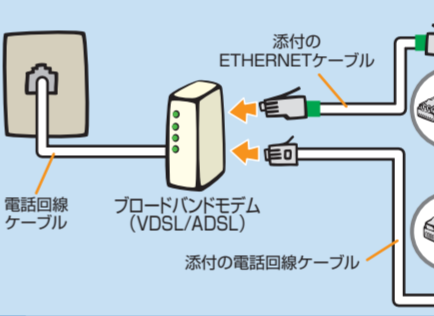 添付の
ETHERNETケーブル
電話回線
ケーブル
ブロードバンドモデム
(VDSL/ADSL)
添付の電話回線ケーブル